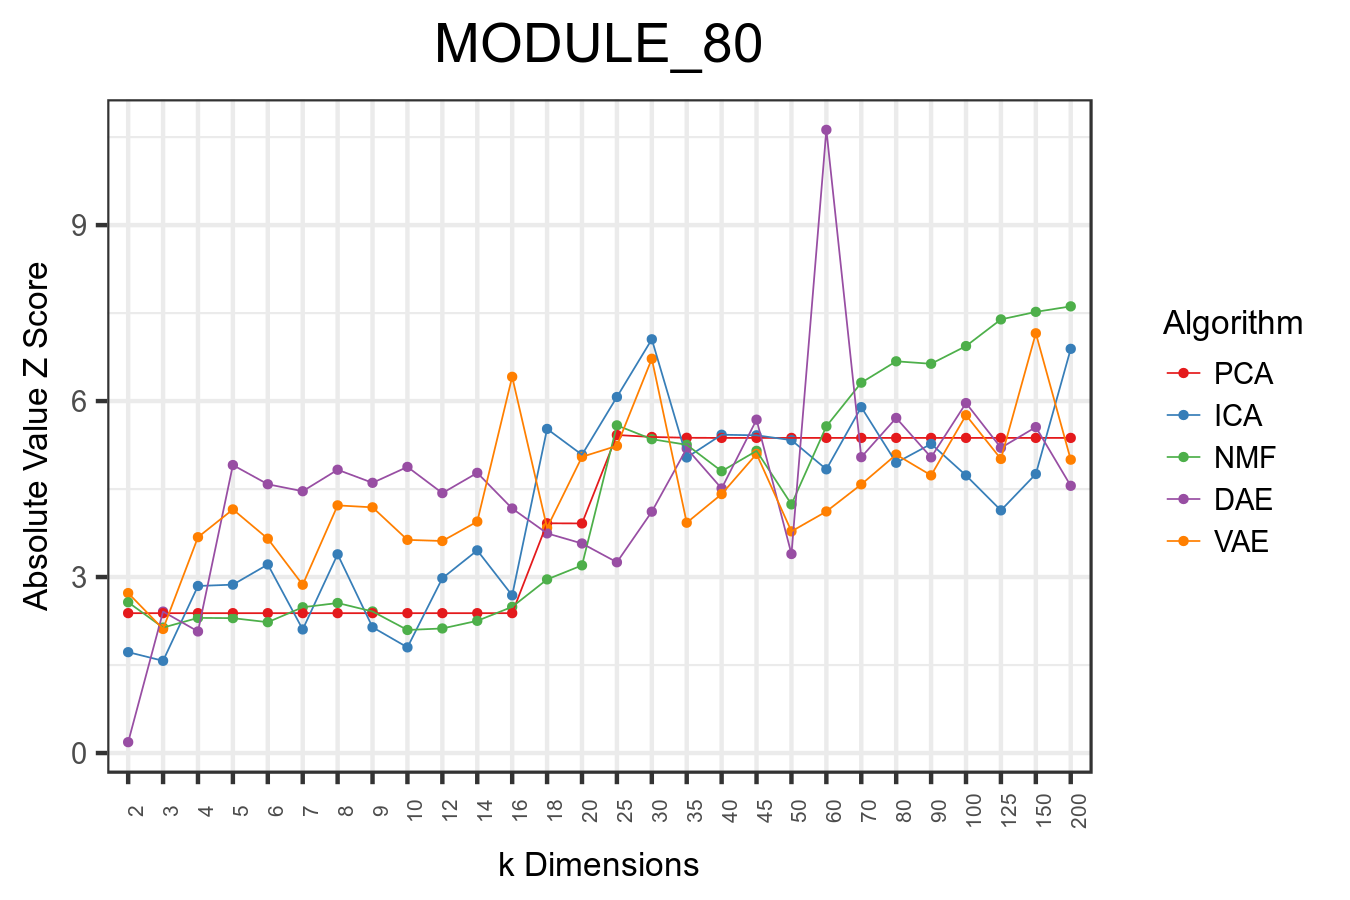 MODULE_80
Absolute Value Z Score
9
6
3
0
2 3 4 5 6 7 8 9 10 12 14 16 18 20 25 30 35 40 45 50 60 70 80 90 100 125 150 200
k Dimensions
Algorithm
PCA
ICA
NMF
DAE
VAE